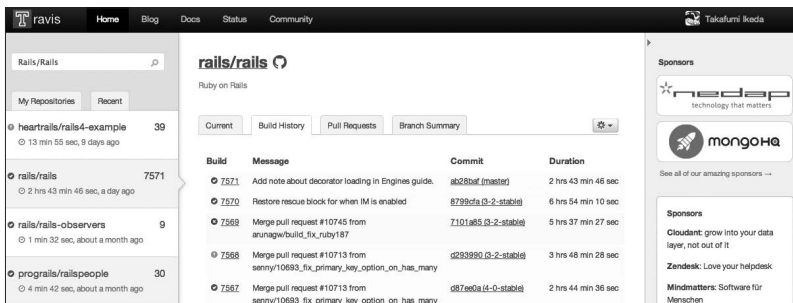 Travis Home Blog Docs Status Community Takafumi Ikeda
Rails/Rails
My Repositories Recent
heartrails/rails4-example 39
13 min 55 sec, 9 days ago
rails/rails 7571
2 hrs 43 min 46 sec, a day ago
rails/rails-observers 9
1 min 32 sec, about a month ago
prograils/railspeople 30
4 min 42 sec, about a month ago
rails/rails
Ruby on Rails
Current Build History Pull Requests Branch Summary
Build Message Commit Duration
7571 Add note about decorator loading in Engines guide. ab28baf (master) 2 hrs 43 min 46 sec
7570 Restore rescue block for when IM is enabled 8799cfa (3-2-stable) 6 hrs 54 min 10 sec
7569 Merge pull request #10745 from 7101a85 (3-2-stable) 5 hrs 37 min 27 sec
arunagw/build_fix_ruby187
7568 Merge pull request #10713 from d293990 (3-2-stable) 3 hrs 48 min 28 sec
senny/10693_fix_primary_key_option_on_has_many
7567 Merge pull request #10713 from d87ee0a (4-0-stable) 2 hrs 44 min 36 sec
senny/10693_fix_primary_key_option_on_has_many
Sponsors
nedap
technology that matters
mongoHQ
See all of our amazing sponsors →
Sponsors
Cloudant: grow into your data
layer, not out of it
Zendesk: Love your helpdesk
Mindmatters: Software für
Menschen